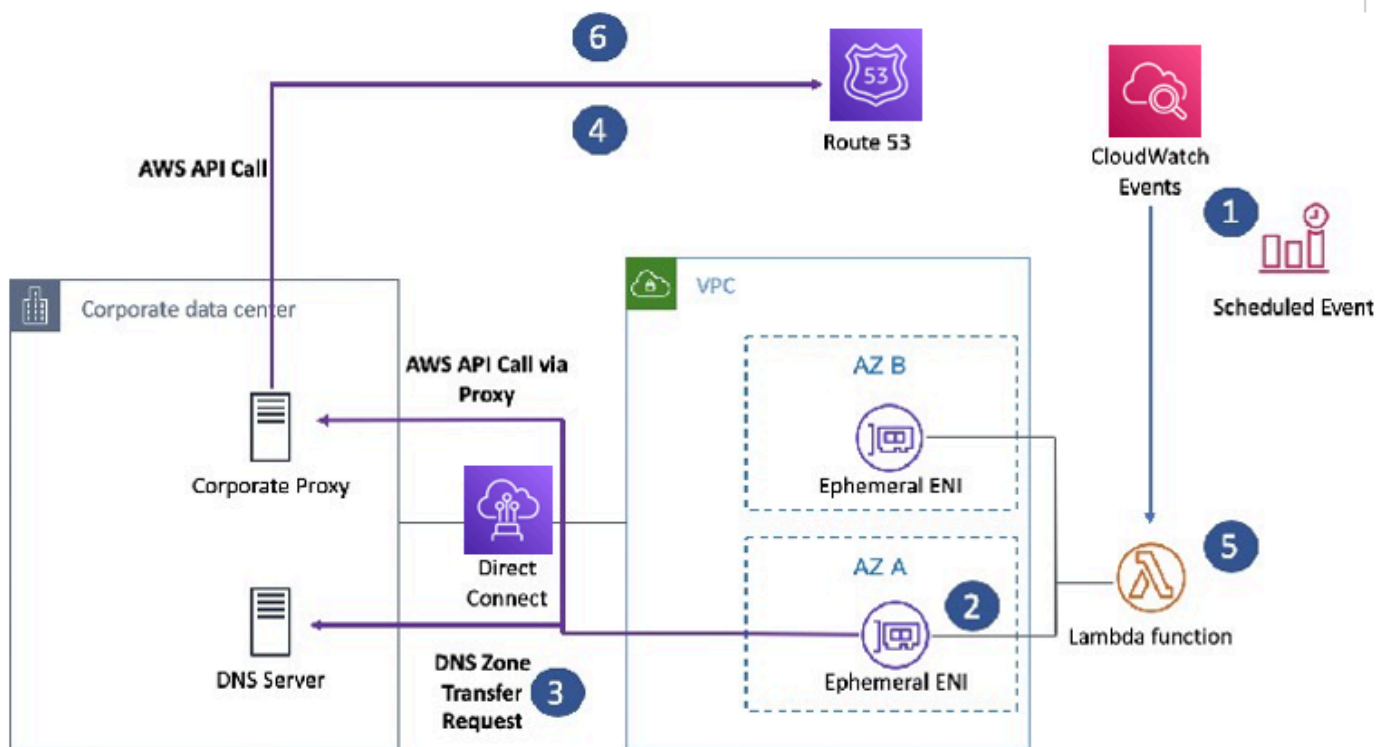 6
53
4
Route 53
AWS API Call
CloudWatch
Events
1
Scheduled Event
Corporate data center
VPC
AWS API Call via
Proxy
AZ B
Ephemeral ENI
Corporate Proxy
Direct
Connect
AZ A
2
5
Lambda function
Ephemeral ENI
DNS Server
DNS Zone
Transfer
Request
3